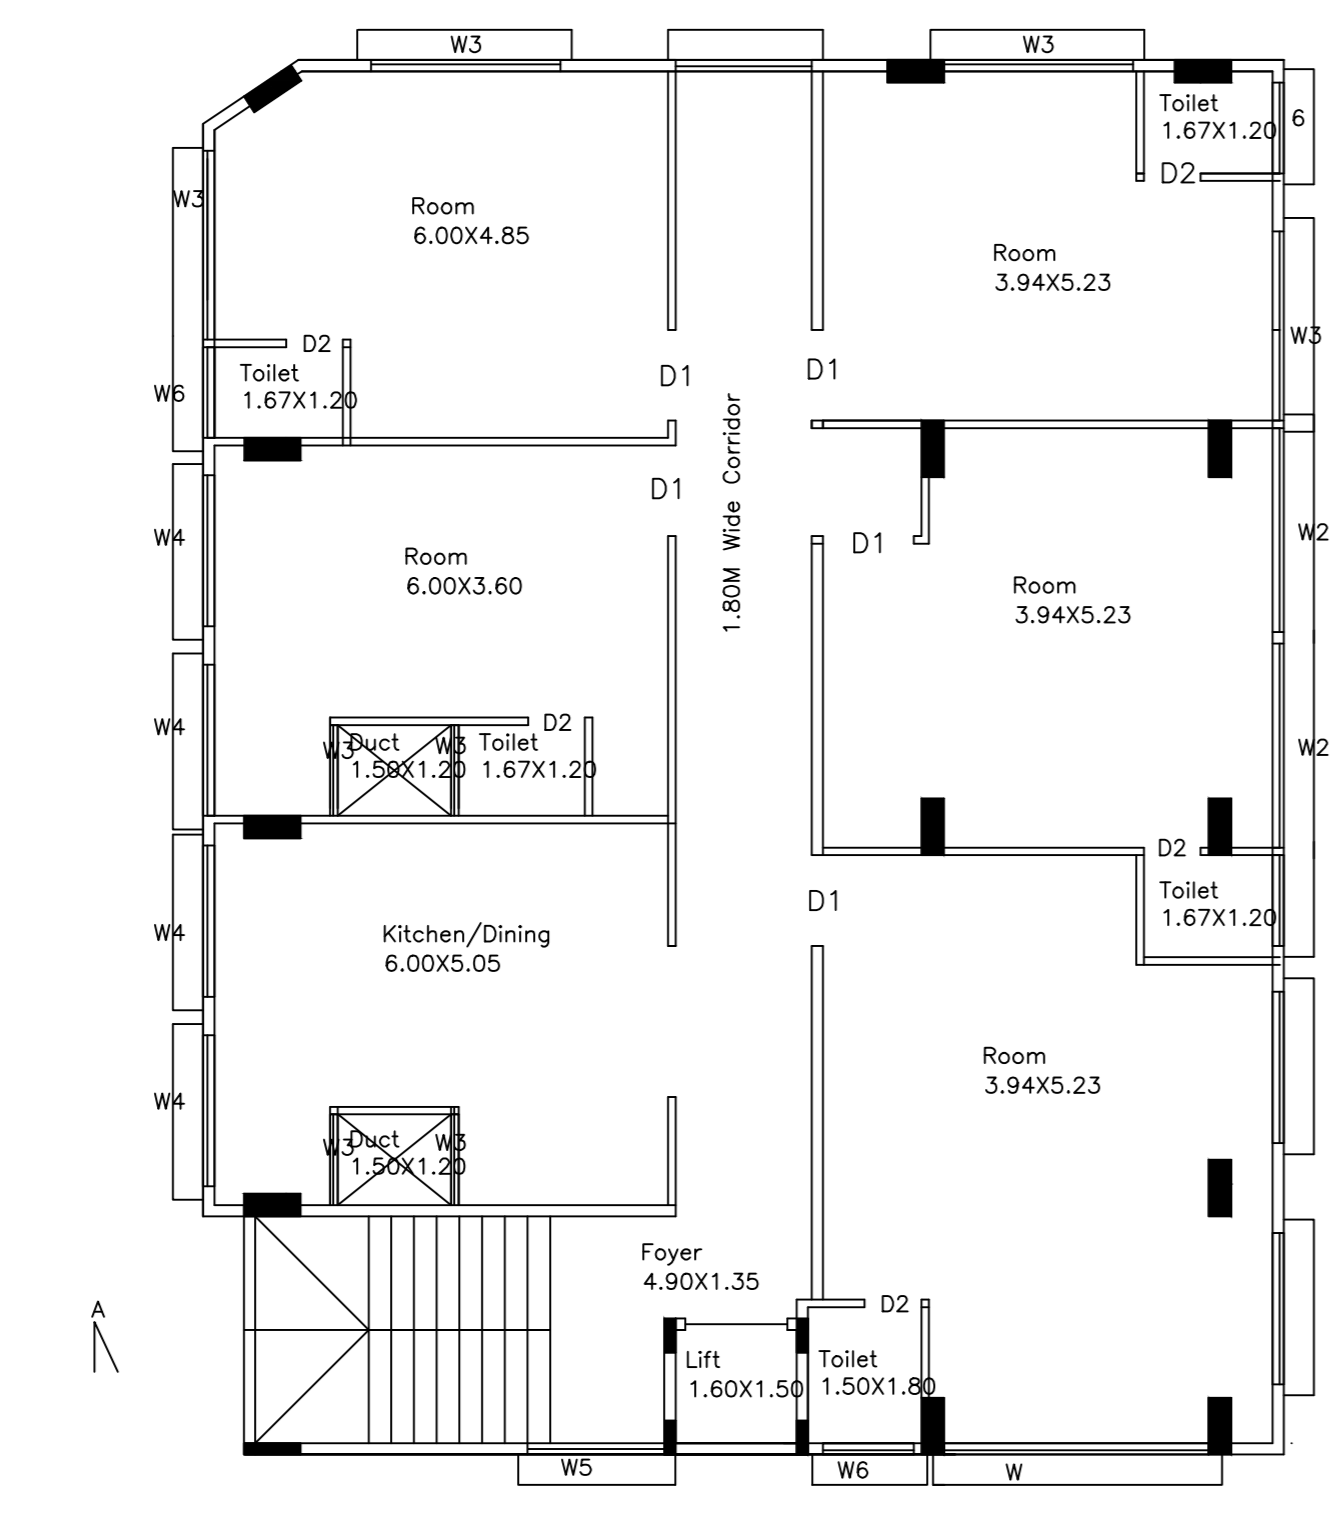 W3
W3
Toilet
1.67X1.20
6
D2
W3
Room
6.00X4.85
Room
3.94X5.23
W3
D2
Toilet
1.67X1.20
W6
D1
D1
1.80M Wide Corridor
D1
W4
D1
W2
Room
6.00X3.60
Room
3.94X5.23
W4
D2
W3
Duct
1.50X1.20
W3
Toilet
1.67X1.20
W2
D2
Toilet
1.67X1.20
D1
W4
Kitchen/Dining
6.00X5.05
Room
3.94X5.23
W4
W3
Duct
1.50X1.20
W3
Foyer
4.90X1.35
A
D2
Lift
1.60X1.50
Toilet
1.50X1.80
W5
W6
W